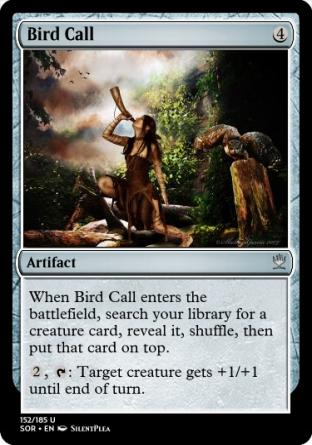 Bird Call 4
Artifact
When Bird Call enters the
battlefield, search your library for a
creature card, reveal it, shuffle, then
put that card on top.
2, : Target creature gets +1/+1
until end of turn.
152/185 U
SOR • EN SILENTPLEA